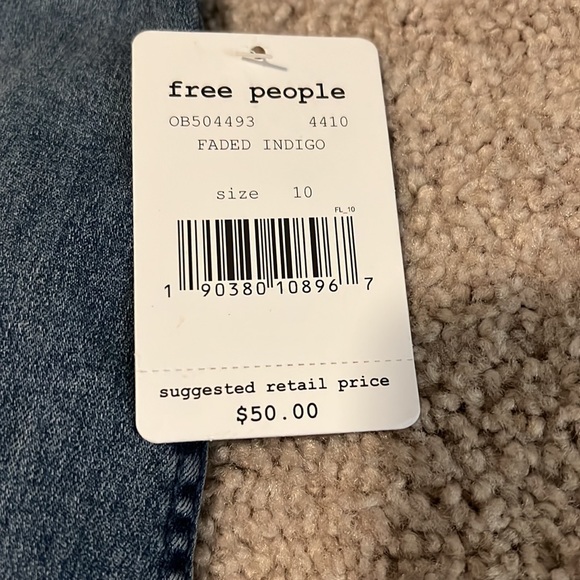 free people
OB504493 4410
FADED INDIGO
size 10
FL_10
1 90380 10896 7
suggested retail price
$50.00